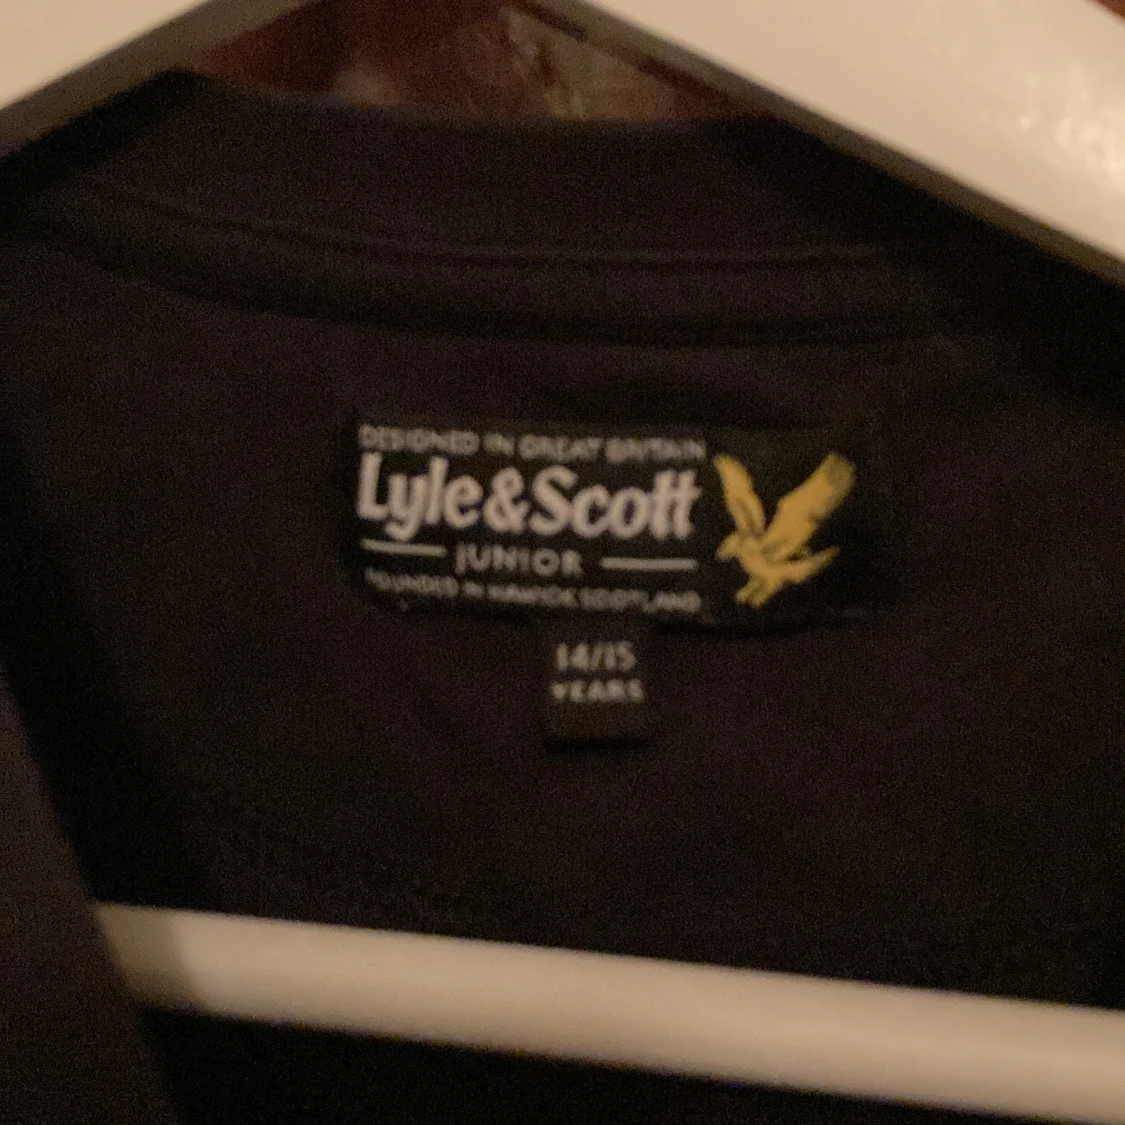 DESIGNED IN GREAT BRITAIN
Lyle&Scott
JUNIOR
FOUNDED IN HAWICK SCOTLAND
14/15
YEARS